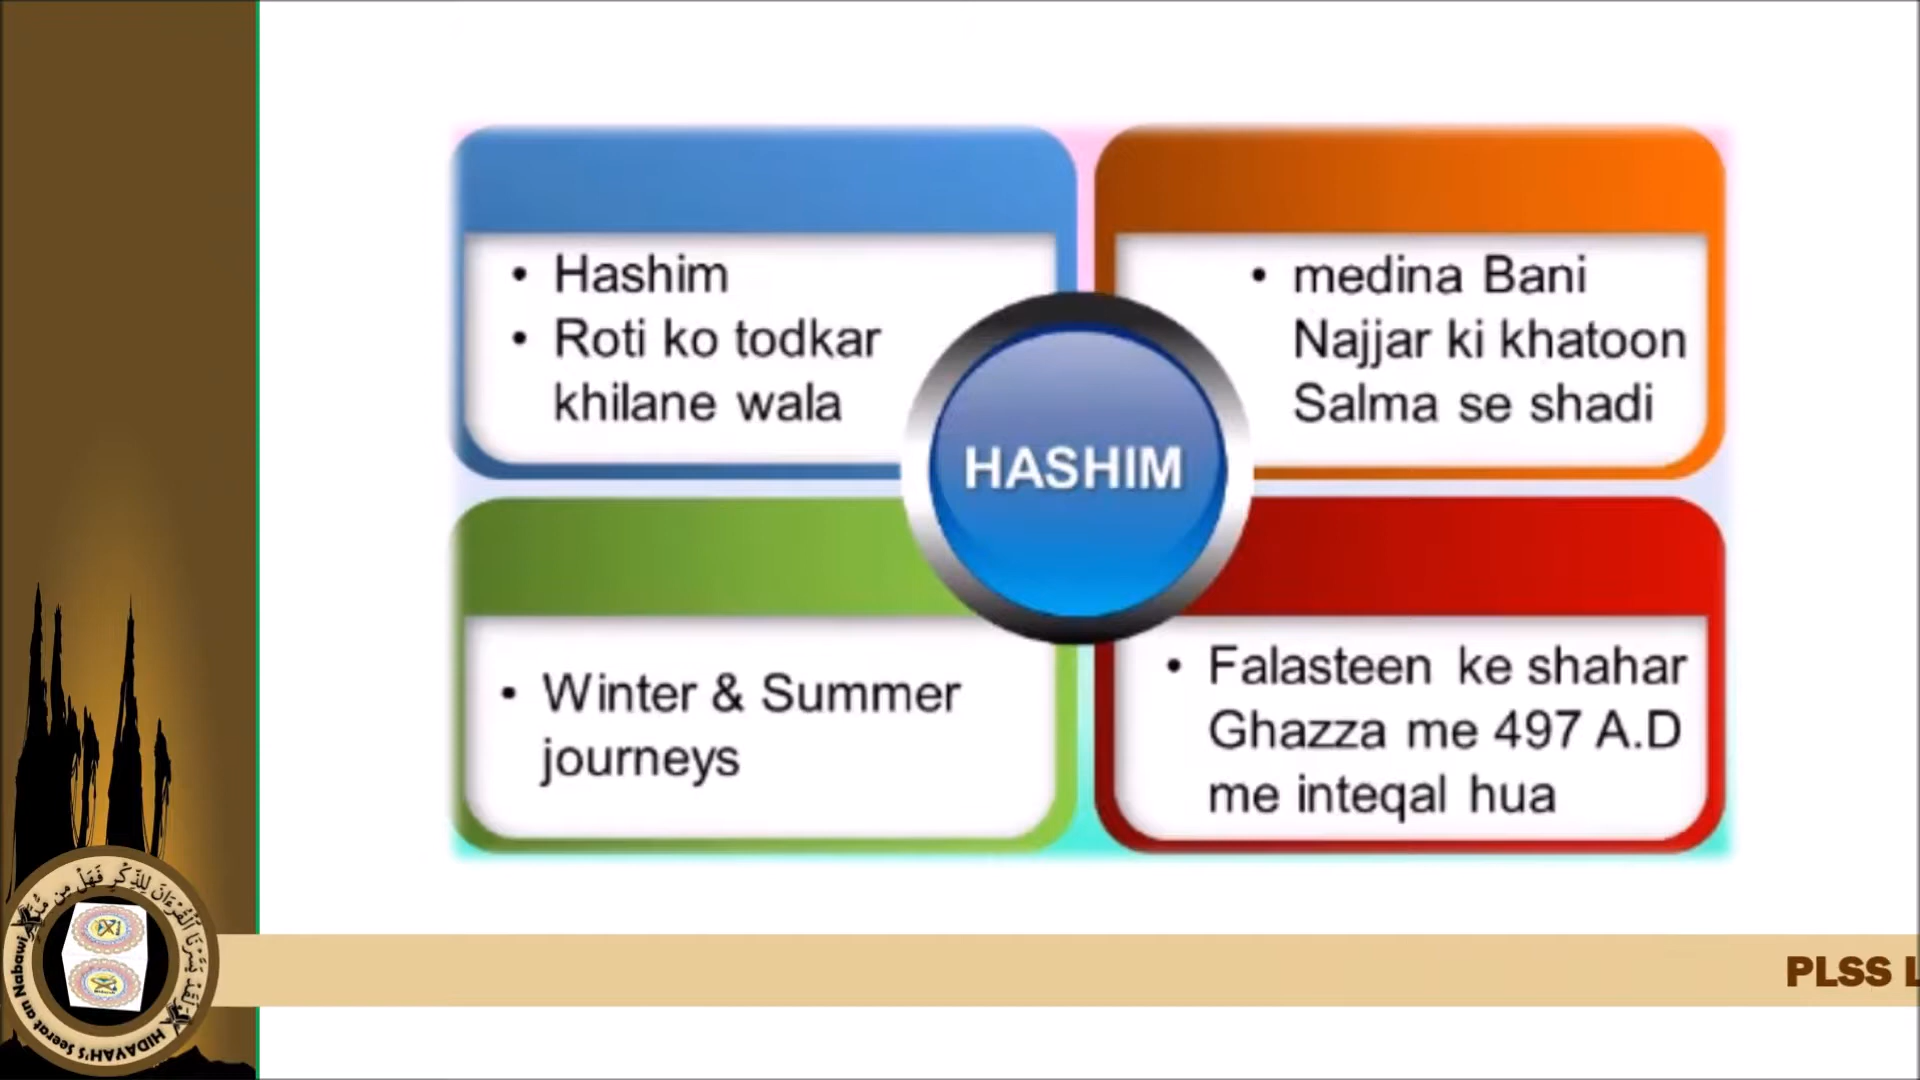 • Hashim
• Roti ko todkar
khilane wala
• medina Bani
Najjar ki khatoon
Salma se shadi
HASHIM
• Winter & Summer
journeys
• Falasteen ke shahar
Ghazza me 497 A.D
me inteqal hua
PLSS
HIDAYAH'S Seerat an Nabawi